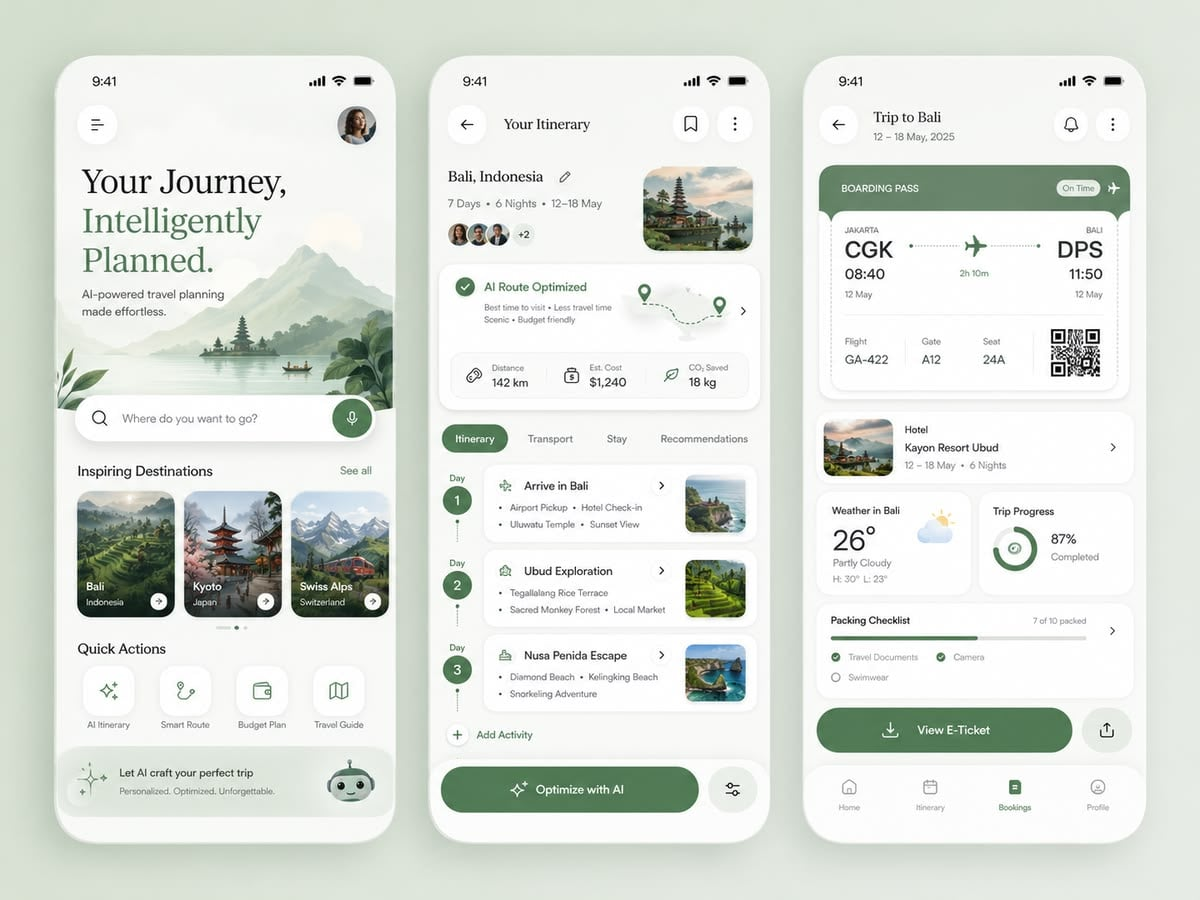 9:41
Your Journey,
Intelligently
Planned.
AI-powered travel planning
made effortless.
Where do you want to go?
Inspiring Destinations
See all
Bali
Indonesia
Kyoto
Japan
Swiss Alps
Switzerland
Quick Actions
AI Itinerary
Smart Route
Budget Plan
Travel Guide
Let AI craft your perfect trip
Personalized. Optimized. Unforgettable.
9:41
Your Itinerary
Bali, Indonesia
7 Days • 6 Nights • 12–18 May
+2
AI Route Optimized
Best time to visit • Less travel time
Scenic • Budget friendly
Distance
142 km
Est. Cost
$1,240
CO₂ Saved
18 kg
Itinerary
Transport
Stay
Recommendations
Day
1
Arrive in Bali
• Airport Pickup • Hotel Check-in
• Uluwatu Temple • Sunset View
Day
2
Ubud Exploration
• Tegallalang Rice Terrace
• Sacred Monkey Forest • Local Market
Day
3
Nusa Penida Escape
• Diamond Beach • Kelingking Beach
• Snorkeling Adventure
Add Activity
Optimize with AI
9:41
Trip to Bali
12 – 18 May, 2025
BOARDING PASS
On Time
JAKARTA
BALI
CGK
DPS
08:40
2h 10m
11:50
12 May
12 May
Flight
Gate
Seat
GA-422
A12
24A
Hotel
Kayon Resort Ubud
12 – 18 May • 6 Nights
Weather in Bali
26°
Partly Cloudy
H: 30° L: 23°
Trip Progress
87%
Completed
Packing Checklist
7 of 10 packed
Travel Documents
Camera
Swimwear
View E-Ticket
Home
Itinerary
Bookings
Profile